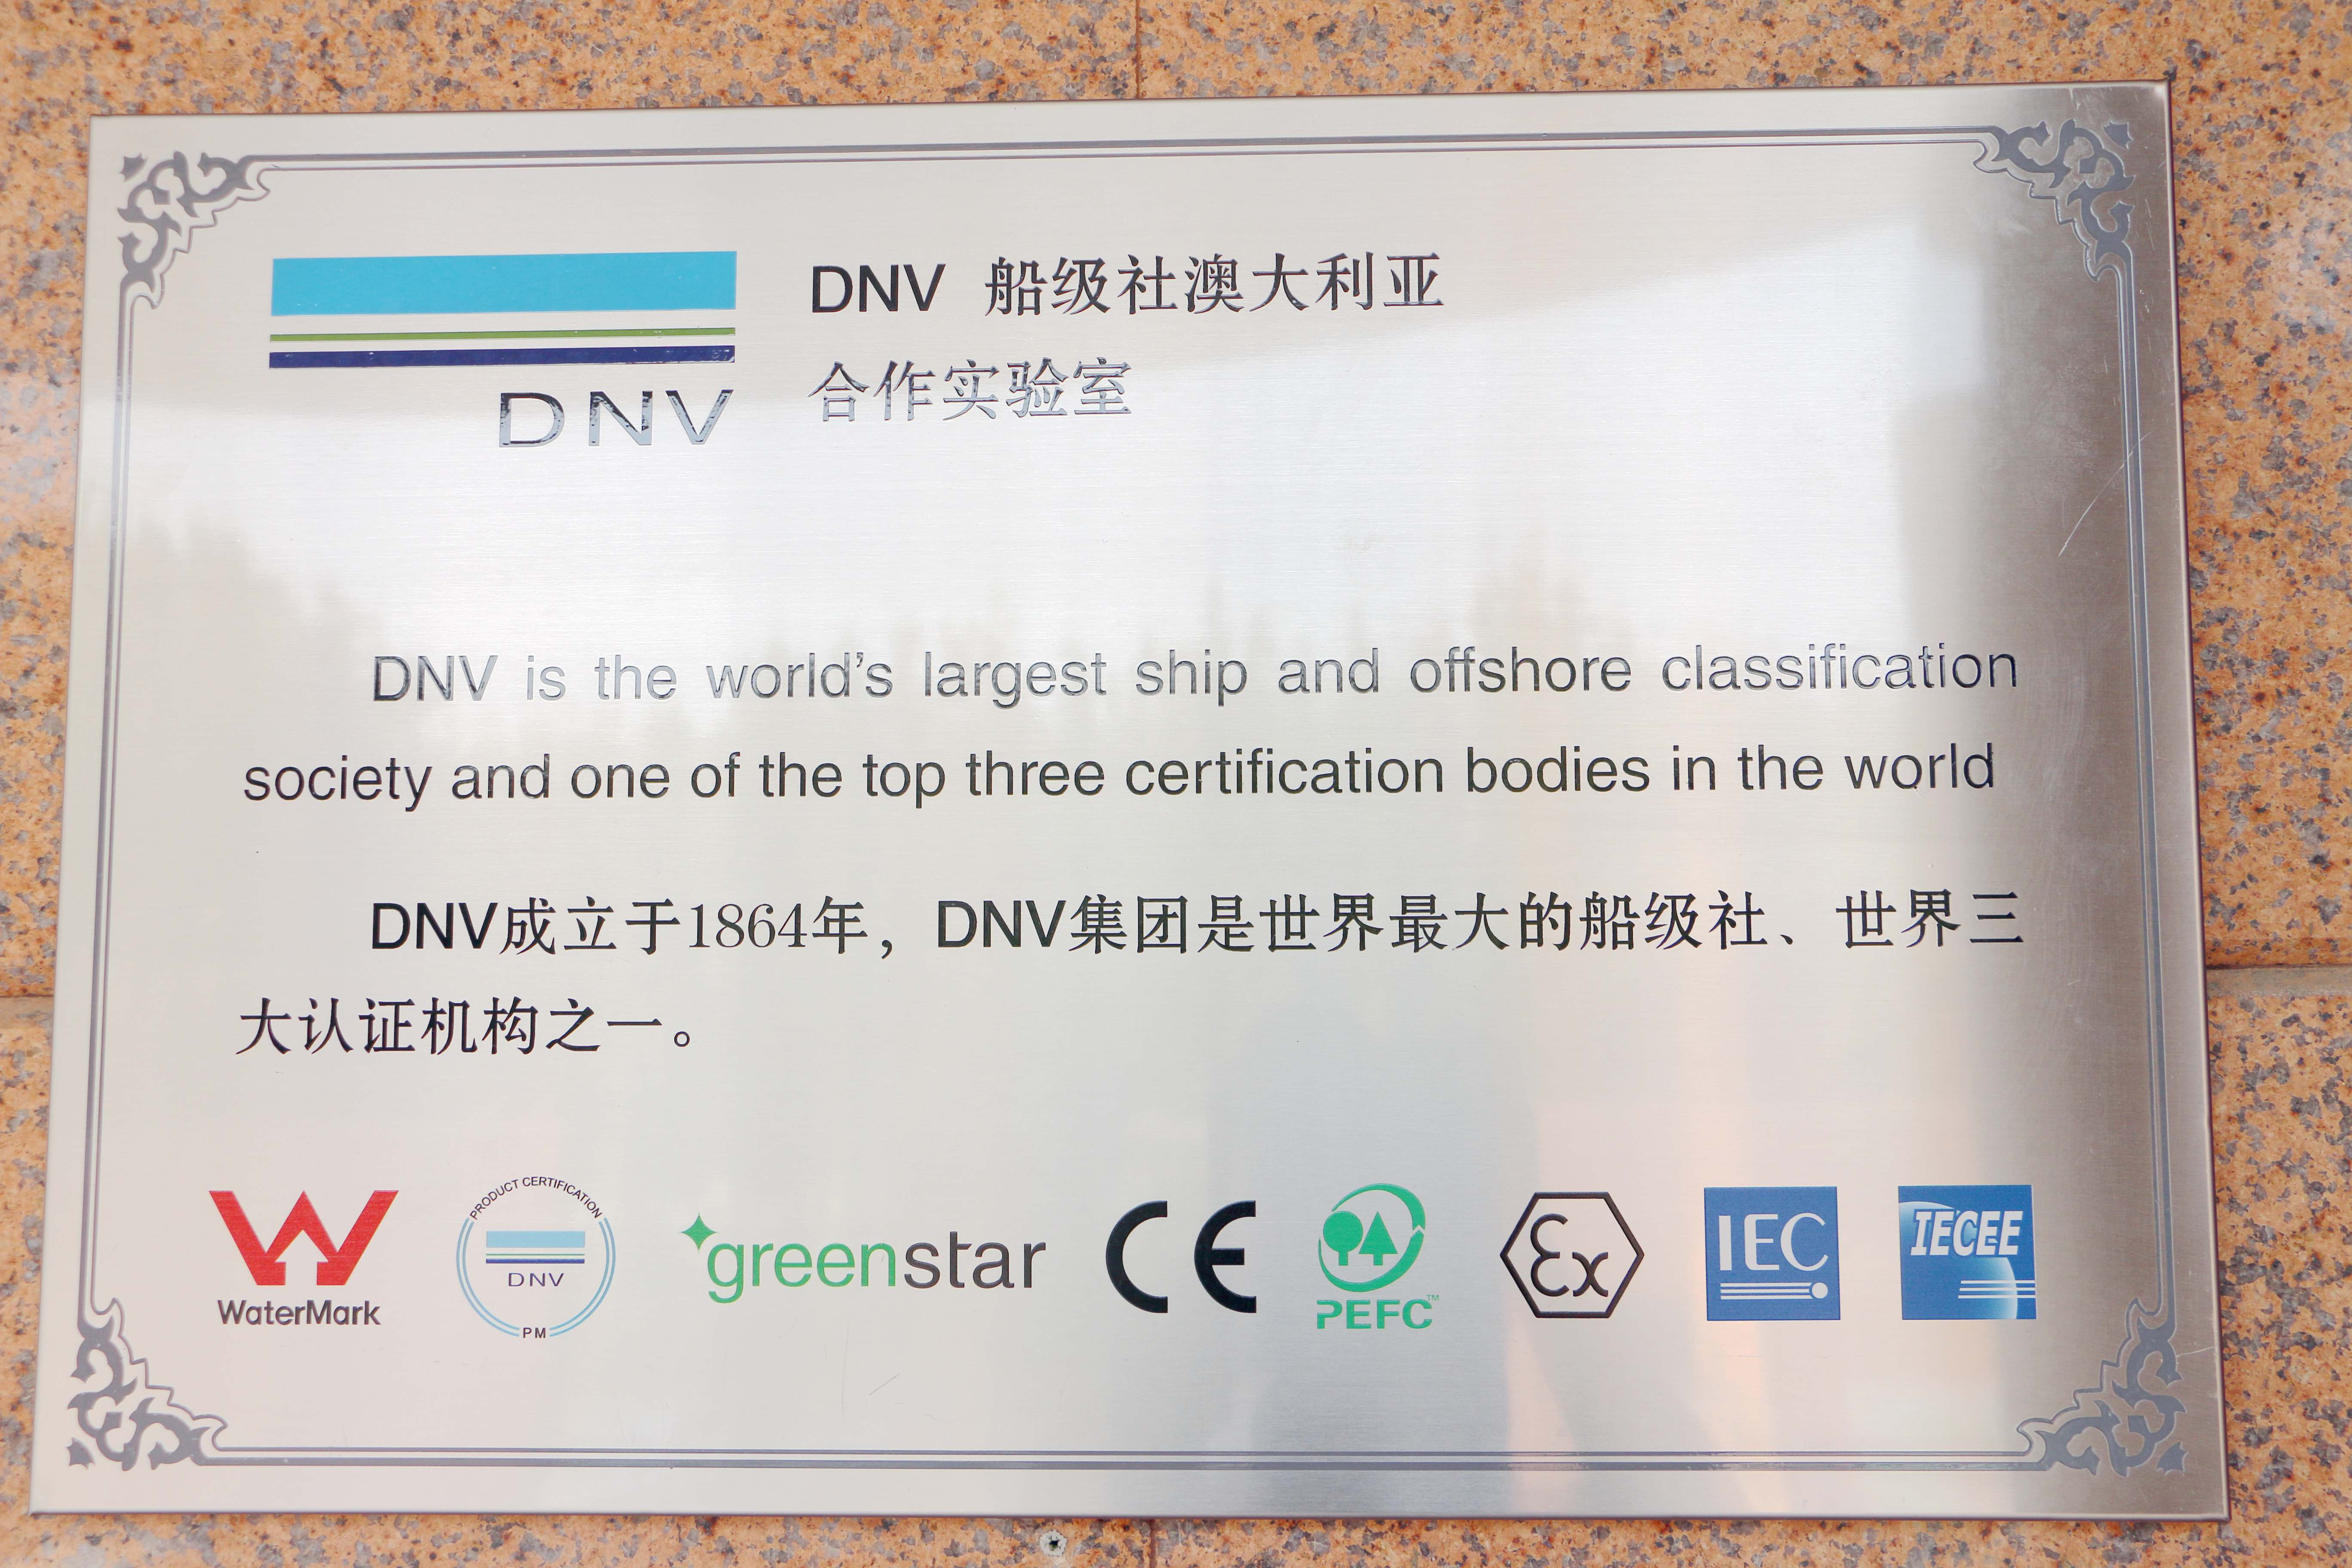 DNV
DNV 船级社澳大利亚
合作实验室
DNV is the world's largest ship and offshore classification
society and one of the top three certification bodies in the world
DNV成立于1864年，DNV集团是世界最大的船级社、世界三
大认证机构之一。
WaterMark
PRODUCT CERTIFICATION
DNV
PM
greenstar
CE
PEFC™
Ex
IEC
IECEE